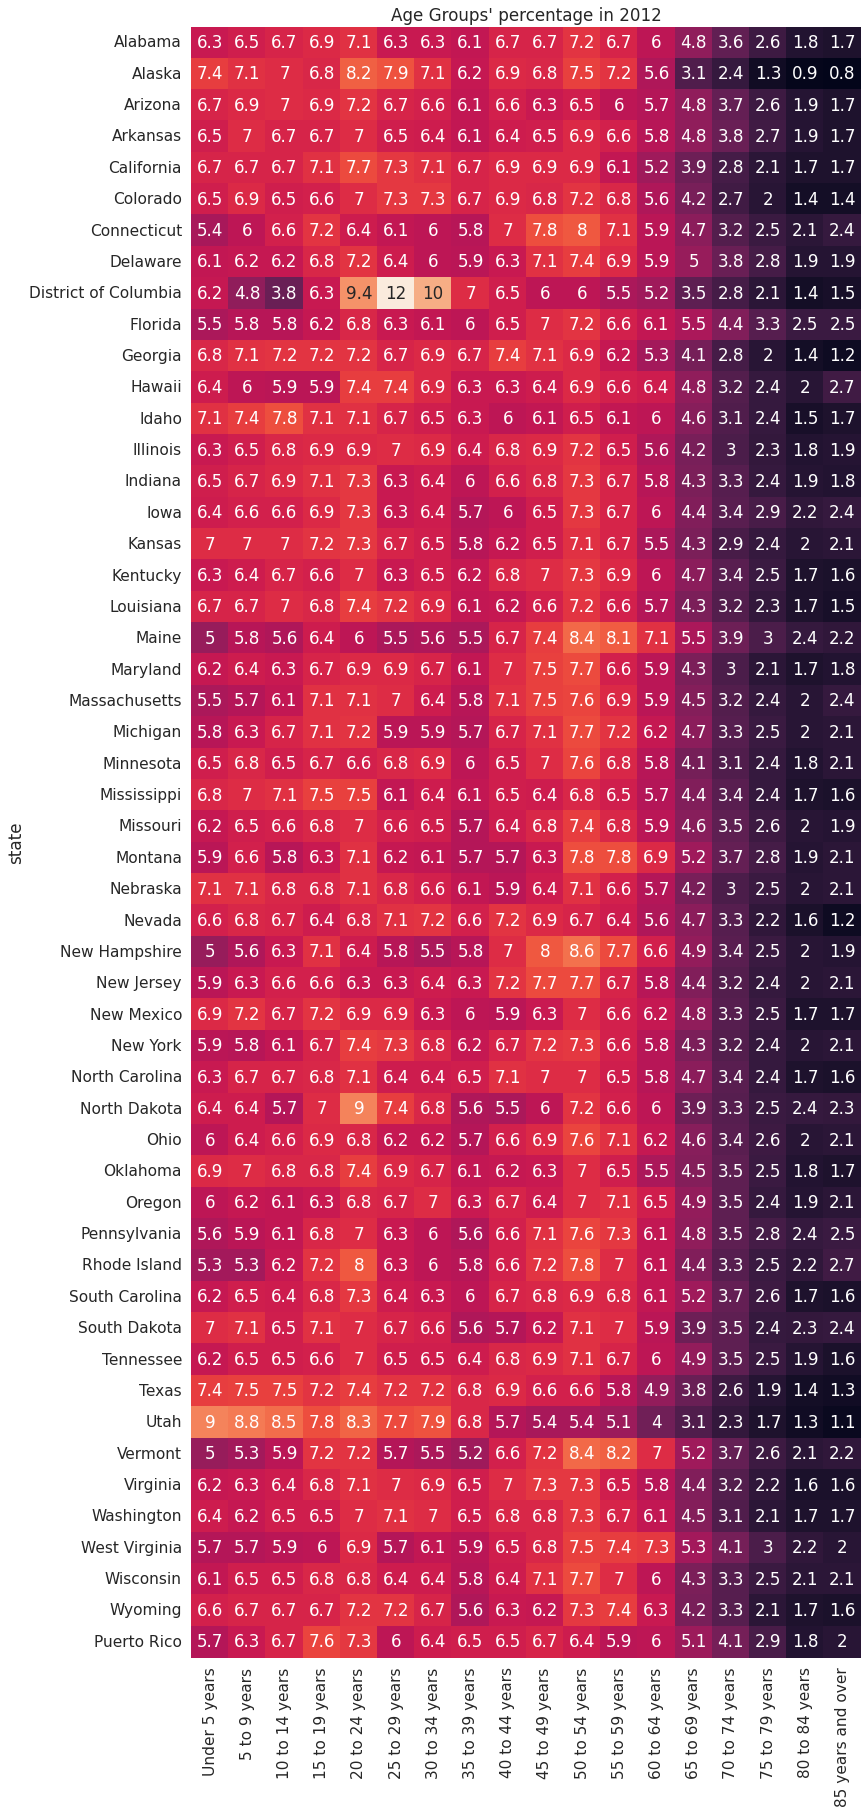 Age Groups' percentage in 2012
Alabama 6.3 6.5 6.7 6.9 7.1 6.3 6.3 6.1 6.7 6.7 7.2 6.7 6 4.8 3.6 2.6 1.8 1.7
Alaska 7.4 7.1 7 6.8 8.2 7.9 7.1 6.2 6.9 6.8 7.5 7.2 5.6 3.1 2.4 1.3 0.9 0.8
Arizona 6.7 6.9 7 6.9 7.2 6.7 6.6 6.1 6.6 6.3 6.5 6 5.7 4.8 3.7 2.6 1.9 1.7
Arkansas 6.5 7 6.7 6.7 7 6.5 6.4 6.1 6.4 6.5 6.9 6.6 5.8 4.8 3.8 2.7 1.9 1.7
California 6.7 6.7 6.7 7.1 7.7 7.3 7.1 6.7 6.9 6.9 6.9 6.1 5.2 3.9 2.8 2.1 1.7 1.7
Colorado 6.5 6.9 6.5 6.6 7 7.3 7.3 6.7 6.9 6.8 7.2 6.8 5.6 4.2 2.7 2 1.4 1.4
Connecticut 5.4 6 6.6 7.2 6.4 6.1 6 5.8 7 7.8 8 7.1 5.9 4.7 3.2 2.5 2.1 2.4
Delaware 6.1 6.2 6.2 6.8 7.2 6.4 6 5.9 6.3 7.1 7.4 6.9 5.9 5 3.8 2.8 1.9 1.9
District of Columbia 6.2 4.8 3.8 6.3 9.4 12 10 7 6.5 6 6 5.5 5.2 3.5 2.8 2.1 1.4 1.5
Florida 5.5 5.8 5.8 6.2 6.8 6.3 6.1 6 6.5 7 7.2 6.6 6.1 5.5 4.4 3.3 2.5 2.5
Georgia 6.8 7.1 7.2 7.2 7.2 6.7 6.9 6.7 7.4 7.1 6.9 6.2 5.3 4.1 2.8 2 1.4 1.2
Hawaii 6.4 6 5.9 5.9 7.4 7.4 6.9 6.3 6.3 6.4 6.9 6.6 6.4 4.8 3.2 2.4 2 2.7
Idaho 7.1 7.4 7.8 7.1 7.1 6.7 6.5 6.3 6 6.1 6.5 6.1 6 4.6 3.1 2.4 1.5 1.7
Illinois 6.3 6.5 6.8 6.9 6.9 7 6.9 6.4 6.8 6.9 7.2 6.5 5.6 4.2 3 2.3 1.8 1.9
Indiana 6.5 6.7 6.9 7.1 7.3 6.3 6.4 6 6.6 6.8 7.3 6.7 5.8 4.3 3.3 2.4 1.9 1.8
Iowa 6.4 6.6 6.6 6.9 7.3 6.3 6.4 5.7 6 6.5 7.3 6.7 6 4.4 3.4 2.9 2.2 2.4
Kansas 7 7 7 7.2 7.3 6.7 6.5 5.8 6.2 6.5 7.1 6.7 5.5 4.3 2.9 2.4 2 2.1
Kentucky 6.3 6.4 6.7 6.6 7 6.3 6.5 6.2 6.8 7 7.3 6.9 6 4.7 3.4 2.5 1.7 1.6
Louisiana 6.7 6.7 7 6.8 7.4 7.2 6.9 6.1 6.2 6.6 7.2 6.6 5.7 4.3 3.2 2.3 1.7 1.5
Maine 5 5.8 5.6 6.4 6 5.5 5.6 5.5 6.7 7.4 8.4 8.1 7.1 5.5 3.9 3 2.4 2.2
Maryland 6.2 6.4 6.3 6.7 6.9 6.9 6.7 6.1 7 7.5 7.7 6.6 5.9 4.3 3 2.1 1.7 1.8
Massachusetts 5.5 5.7 6.1 7.1 7.1 7 6.4 5.8 7.1 7.5 7.6 6.9 5.9 4.5 3.2 2.4 2 2.4
Michigan 5.8 6.3 6.7 7.1 7.2 5.9 5.9 5.7 6.7 7.1 7.7 7.2 6.2 4.7 3.3 2.5 2 2.1
Minnesota 6.5 6.8 6.5 6.7 6.6 6.8 6.9 6 6.5 7 7.6 6.8 5.8 4.1 3.1 2.4 1.8 2.1
Mississippi 6.8 7 7.1 7.5 7.5 6.1 6.4 6.1 6.5 6.4 6.8 6.5 5.7 4.4 3.4 2.4 1.7 1.6
Missouri 6.2 6.5 6.6 6.8 7 6.6 6.5 5.7 6.4 6.8 7.4 6.8 5.9 4.6 3.5 2.6 2 1.9
Montana 5.9 6.6 5.8 6.3 7.1 6.2 6.1 5.7 5.7 6.3 7.8 7.8 6.9 5.2 3.7 2.8 1.9 2.1
Nebraska 7.1 7.1 6.8 6.8 7.1 6.8 6.6 6.1 5.9 6.4 7.1 6.6 5.7 4.2 3 2.5 2 2.1
Nevada 6.6 6.8 6.7 6.4 6.8 7.1 7.2 6.6 7.2 6.9 6.7 6.4 5.6 4.7 3.3 2.2 1.6 1.2
New Hampshire 5 5.6 6.3 7.1 6.4 5.8 5.5 5.8 7 8 8.6 7.7 6.6 4.9 3.4 2.5 2 1.9
New Jersey 5.9 6.3 6.6 6.6 6.3 6.3 6.4 6.3 7.2 7.7 7.7 6.7 5.8 4.4 3.2 2.4 2 2.1
New Mexico 6.9 7.2 6.7 7.2 6.9 6.9 6.3 6 5.9 6.3 7 6.6 6.2 4.8 3.3 2.5 1.7 1.7
New York 5.9 5.8 6.1 6.7 7.4 7.3 6.8 6.2 6.7 7.2 7.3 6.6 5.8 4.3 3.2 2.4 2 2.1
North Carolina 6.3 6.7 6.7 6.8 7.1 6.4 6.4 6.5 7.1 7 7 6.5 5.8 4.7 3.4 2.4 1.7 1.6
North Dakota 6.4 6.4 5.7 7 9 7.4 6.8 5.6 5.5 6 7.2 6.6 6 3.9 3.3 2.5 2.4 2.3
Ohio 6 6.4 6.6 6.9 6.8 6.2 6.2 5.7 6.6 6.9 7.6 7.1 6.2 4.6 3.4 2.6 2 2.1
Oklahoma 6.9 7 6.8 6.8 7.4 6.9 6.7 6.1 6.2 6.3 7 6.5 5.5 4.5 3.5 2.5 1.8 1.7
Oregon 6 6.2 6.1 6.3 6.8 6.7 7 6.3 6.7 6.4 7 7.1 6.5 4.9 3.5 2.4 1.9 2.1
Pennsylvania 5.6 5.9 6.1 6.8 7 6.3 6 5.6 6.6 7.1 7.6 7.3 6.1 4.8 3.5 2.8 2.4 2.5
Rhode Island 5.3 5.3 6.2 7.2 8 6.3 6 5.8 6.6 7.2 7.8 7 6.1 4.4 3.3 2.5 2.2 2.7
South Carolina 6.2 6.5 6.4 6.8 7.3 6.4 6.3 6 6.7 6.8 6.9 6.8 6.1 5.2 3.7 2.6 1.7 1.6
South Dakota 7 7.1 6.5 7.1 7 6.7 6.6 5.6 5.7 6.2 7.1 7 5.9 3.9 3.5 2.4 2.3 2.4
Tennessee 6.2 6.5 6.5 6.6 7 6.5 6.5 6.4 6.8 6.9 7.1 6.7 6 4.9 3.5 2.5 1.9 1.6
Texas 7.4 7.5 7.5 7.2 7.4 7.2 7.2 6.8 6.9 6.6 6.6 5.8 4.9 3.8 2.6 1.9 1.4 1.3
Utah 9 8.8 8.5 7.8 8.3 7.7 7.9 6.8 5.7 5.4 5.4 5.1 4 3.1 2.3 1.7 1.3 1.1
Vermont 5 5.3 5.9 7.2 7.2 5.7 5.5 5.2 6.6 7.2 8.4 8.2 7 5.2 3.7 2.6 2.1 2.2
Virginia 6.2 6.3 6.4 6.8 7.1 7 6.9 6.5 7 7.3 7.3 6.5 5.8 4.4 3.2 2.2 1.6 1.6
Washington 6.4 6.2 6.5 6.5 7 7.1 7 6.5 6.8 6.8 7.3 6.7 6.1 4.5 3.1 2.1 1.7 1.7
West Virginia 5.7 5.7 5.9 6 6.9 5.7 6.1 5.9 6.5 6.8 7.5 7.4 7.3 5.3 4.1 3 2.2 2
Wisconsin 6.1 6.5 6.5 6.8 6.8 6.4 6.4 5.8 6.4 7.1 7.7 7 6 4.3 3.3 2.5 2.1 2.1
Wyoming 6.6 6.7 6.7 6.7 7.2 7.2 6.7 5.6 6.3 6.2 7.3 7.4 6.3 4.2 3.3 2.1 1.7 1.6
Puerto Rico 5.7 6.3 6.7 7.6 7.3 6 6.4 6.5 6.5 6.7 6.4 5.9 6 5.1 4.1 2.9 1.8 2
state
Under 5 years
5 to 9 years
10 to 14 years
15 to 19 years
20 to 24 years
25 to 29 years
30 to 34 years
35 to 39 years
40 to 44 years
45 to 49 years
50 to 54 years
55 to 59 years
60 to 64 years
65 to 69 years
70 to 74 years
75 to 79 years
80 to 84 years
85 years and over